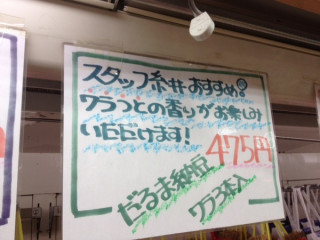 スタッフ糸井おすすめ
ワラつとの香りがお楽しみ
いただけます!
475円
だるま納豆
ワラ3本入